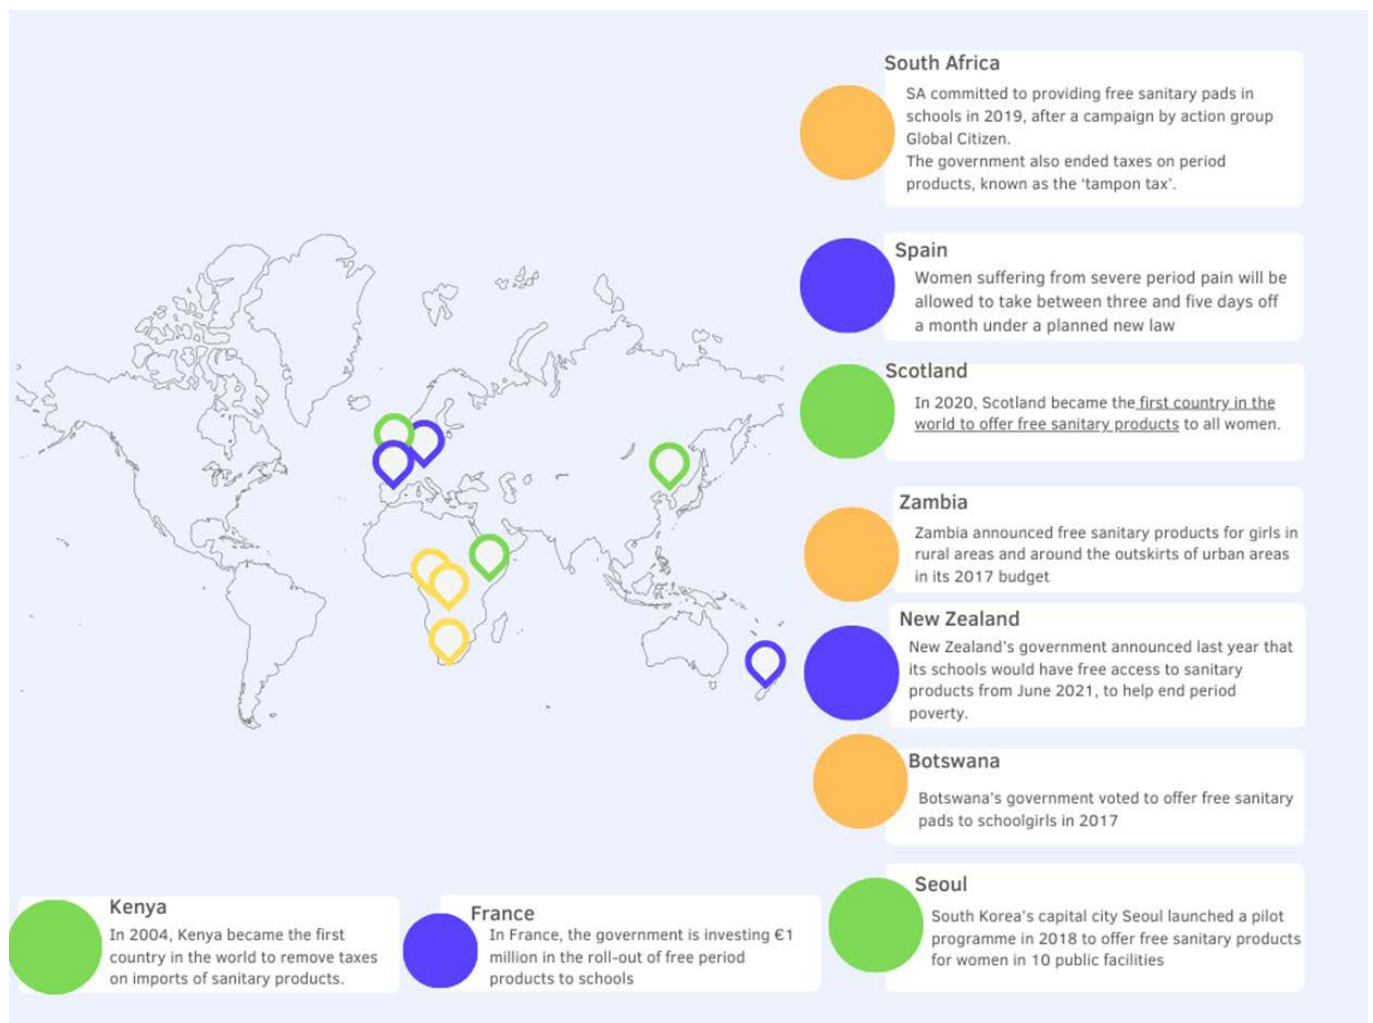 South Africa
SA committed to providing free sanitary pads in
schools in 2019, after a campaign by action group
Global Citizen.
The government also ended taxes on period
products, known as the ‘tampon tax’.
Spain
Women suffering from severe period pain will be
allowed to take between three and five days off
a month under a planned new law
Scotland
In 2020, Scotland became the first country in the
world to offer free sanitary products to all women.
Zambia
Zambia announced free sanitary products for girls in
rural areas and around the outskirts of urban areas
in its 2017 budget
New Zealand
New Zealand’s government announced last year that
its schools would have free access to sanitary
products from June 2021, to help end period
poverty.
Botswana
Botswana’s government voted to offer free sanitary
pads to schoolgirls in 2017
Seoul
South Korea’s capital city Seoul launched a pilot
programme in 2018 to offer free sanitary products
for women in 10 public facilities
Kenya
In 2004, Kenya became the first
country in the world to remove taxes
on imports of sanitary products.
France
In France, the government is investing €1
million in the roll-out of free period
products to schools